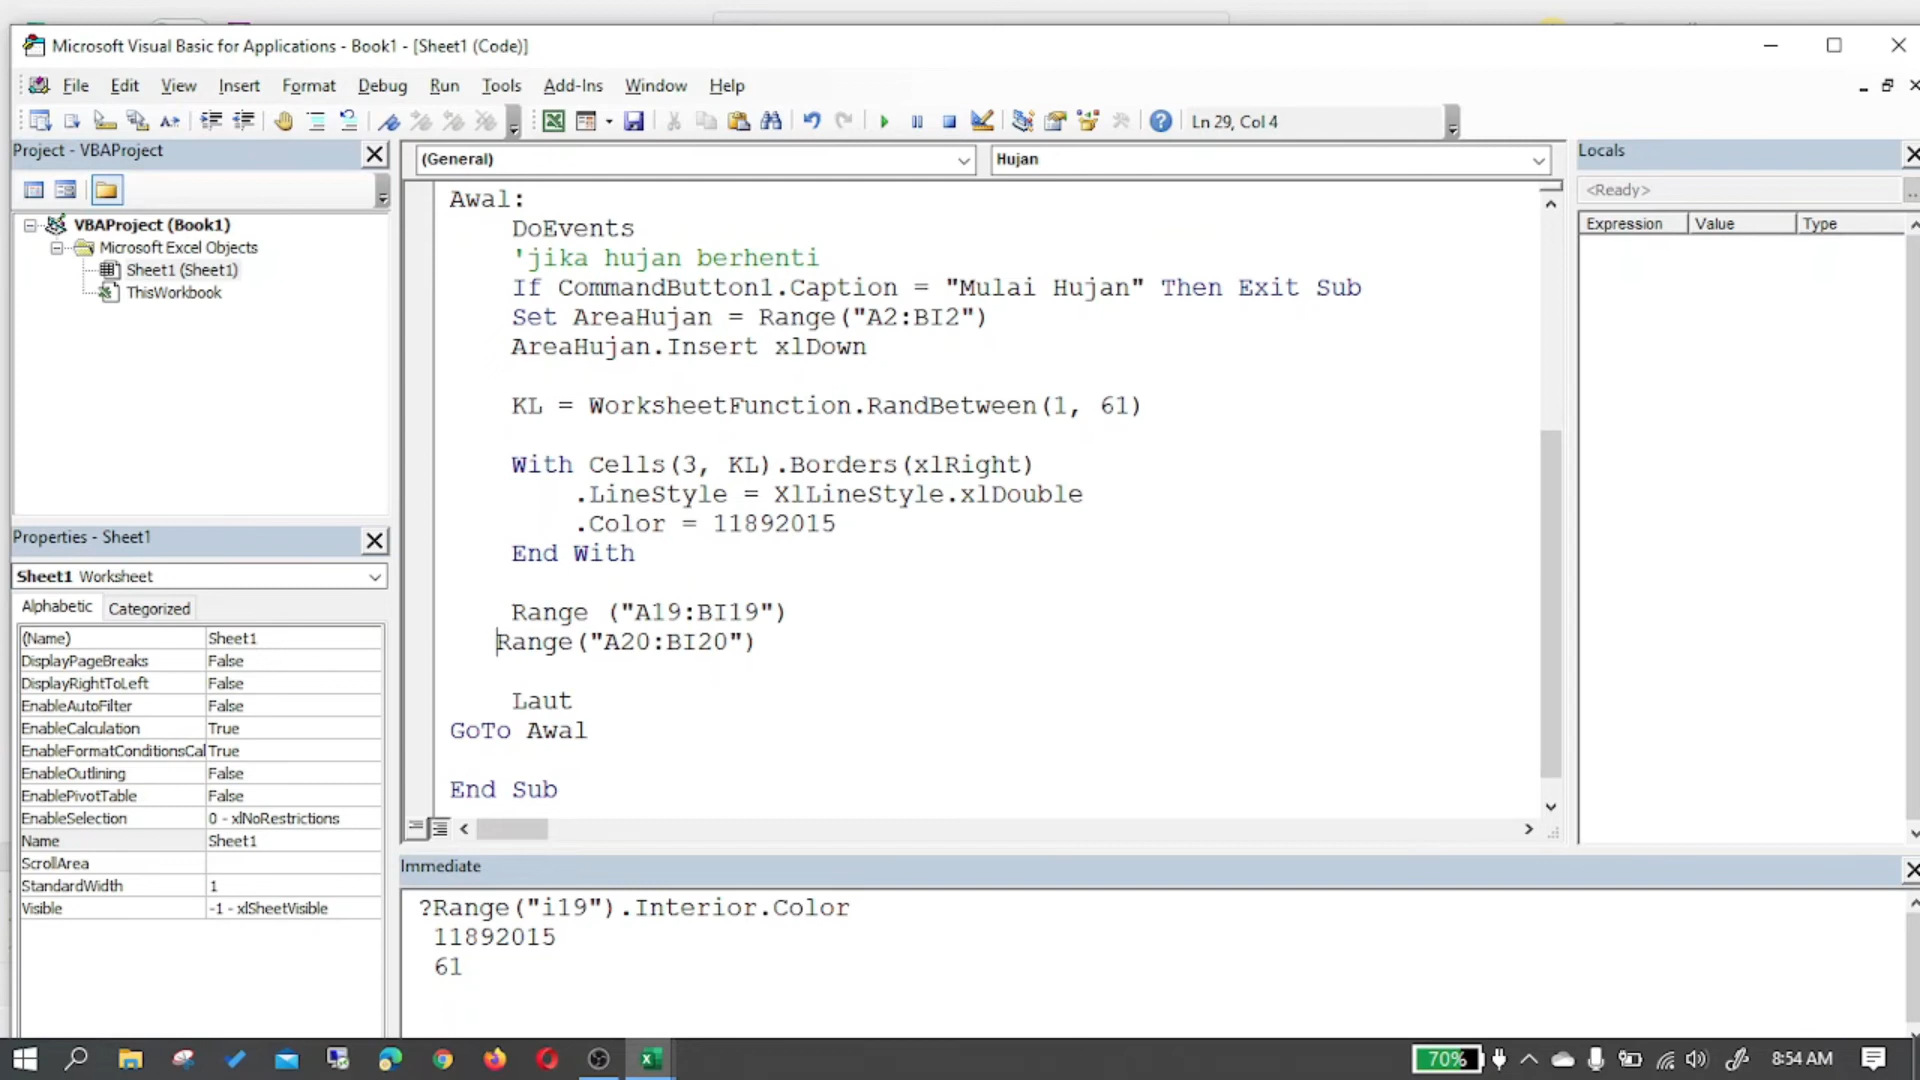 Microsoft Visual Basic for Applications - Book1 - [Sheet1 (Code)]
File Edit View Insert Format Debug Run Tools Add-Ins Window Help
Ln 29, Col 4
Project - VBAProject
VBAProject (Book1)
Microsoft Excel Objects
Sheet1 (Sheet1)
ThisWorkbook
Properties - Sheet1
Sheet1 Worksheet
Alphabetic Categorized
(Name) Sheet1
DisplayPageBreaks False
DisplayRightToLeft False
EnableAutoFilter False
EnableCalculation True
EnableFormatConditionsCal True
EnableOutlining False
EnablePivotTable False
EnableSelection 0 - xlNoRestrictions
Name Sheet1
ScrollArea
StandardWidth 1
Visible -1 - xlSheetVisible
(General) Hujan
Awal:
DoEvents
'jika hujan berhenti
If CommandButton1.Caption = "Mulai Hujan" Then Exit Sub
Set AreaHujan = Range("A2:BI2")
AreaHujan.Insert xlDown
KL = WorksheetFunction.RandBetween(1, 61)
With Cells(3, KL).Borders(xlRight)
.LineStyle = XlLineStyle.xlDouble
.Color = 11892015
End With
Range ("A19:BI19")
Range("A20:BI20")
Laut
GoTo Awal
End Sub
Immediate
?Range("i19").Interior.Color
11892015
61
Locals
<Ready>
...
Expression Value Type
70%
8:54 AM